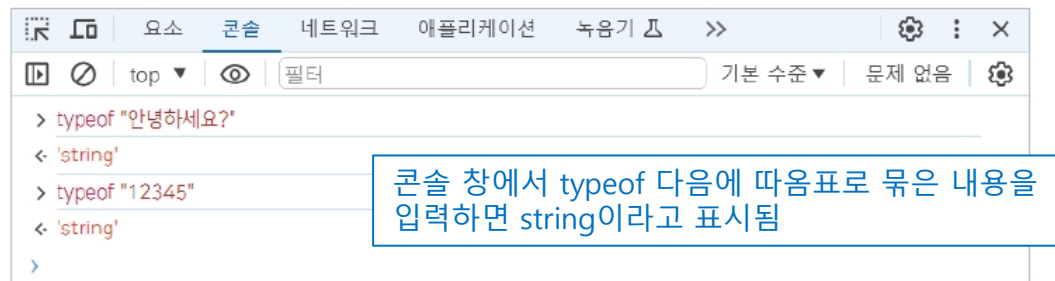 요소 콘솔 네트워크 애플리케이션 녹음기 >>
top ▼ 필터 기본 수준 ▼ 문제 없음
> typeof "안녕하세요?"
<· 'string'
> typeof "12345"
<· 'string'
>
콘솔 창에서 typeof 다음에 따옴표로 묶은 내용을
입력하면 string이라고 표시됨